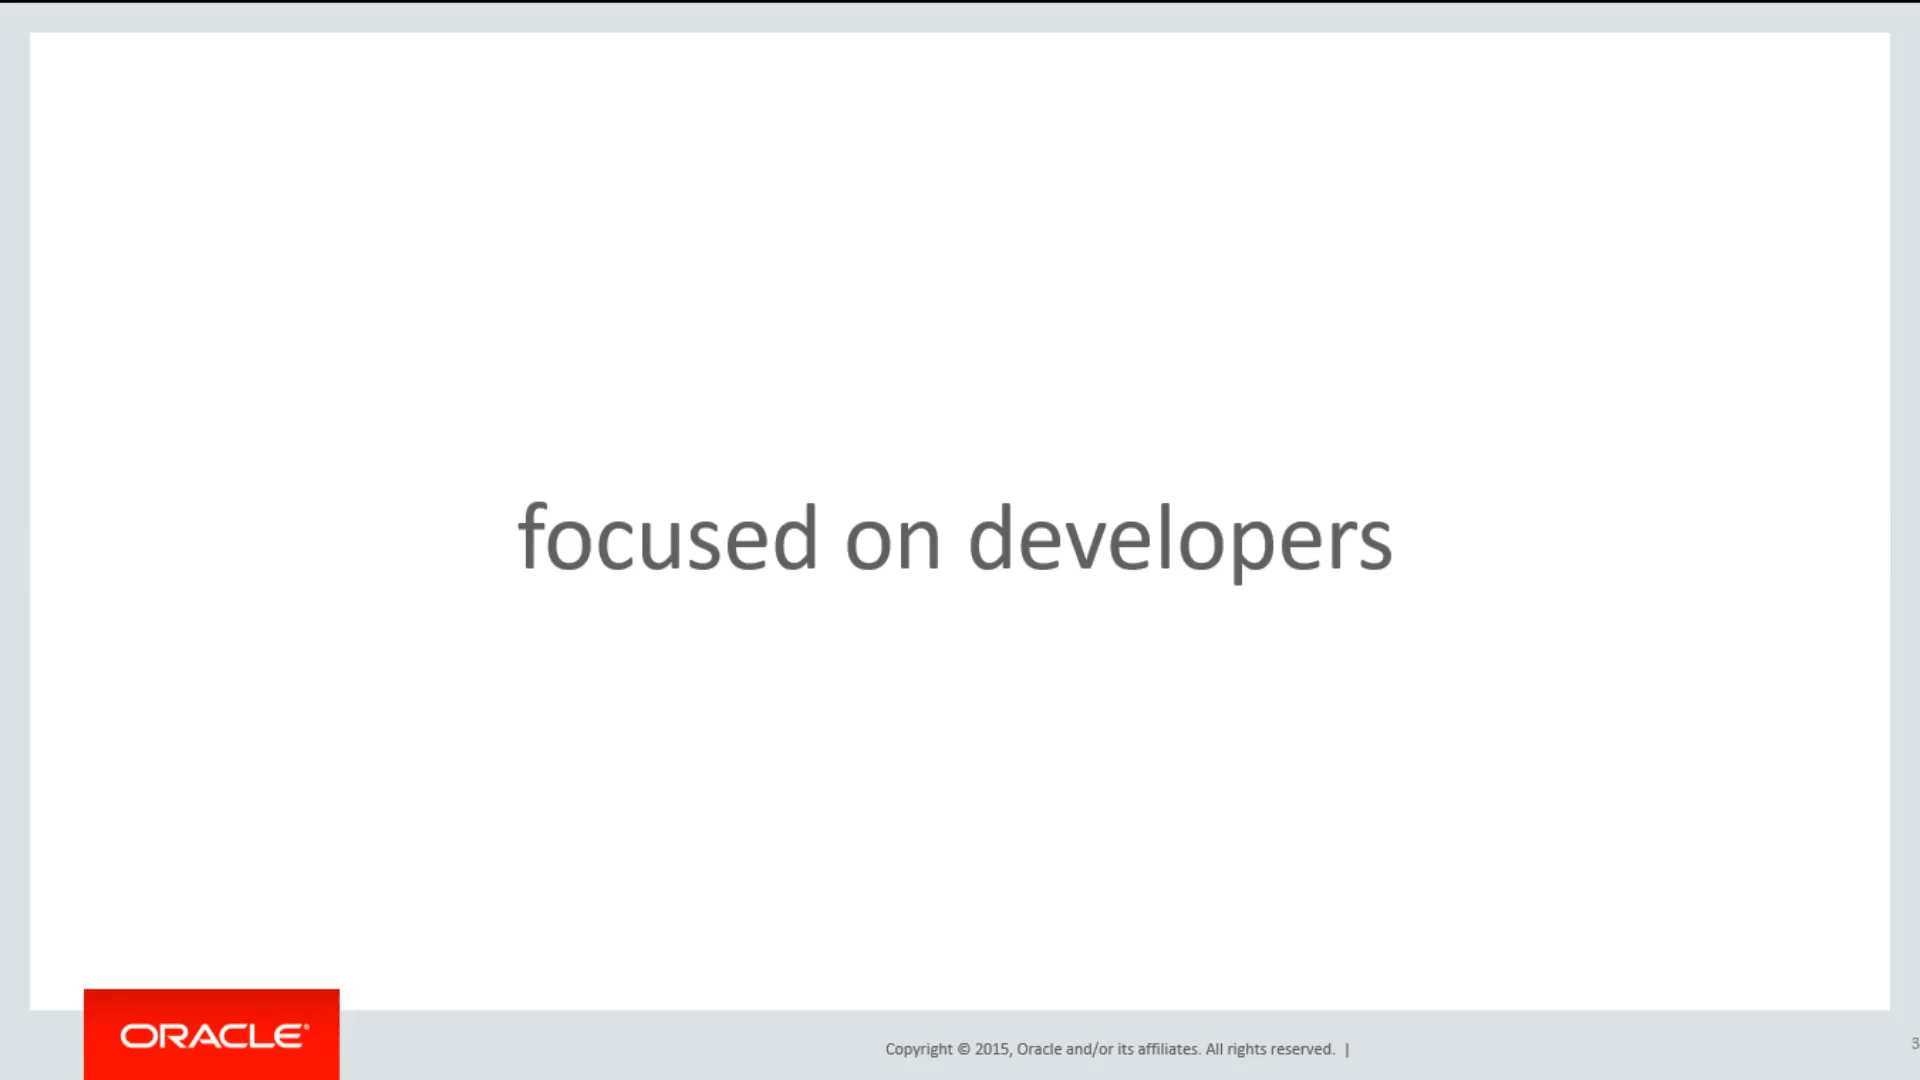 focused on developers
ORACLE®
Copyright © 2015, Oracle and/or its affiliates. All rights reserved. |
3